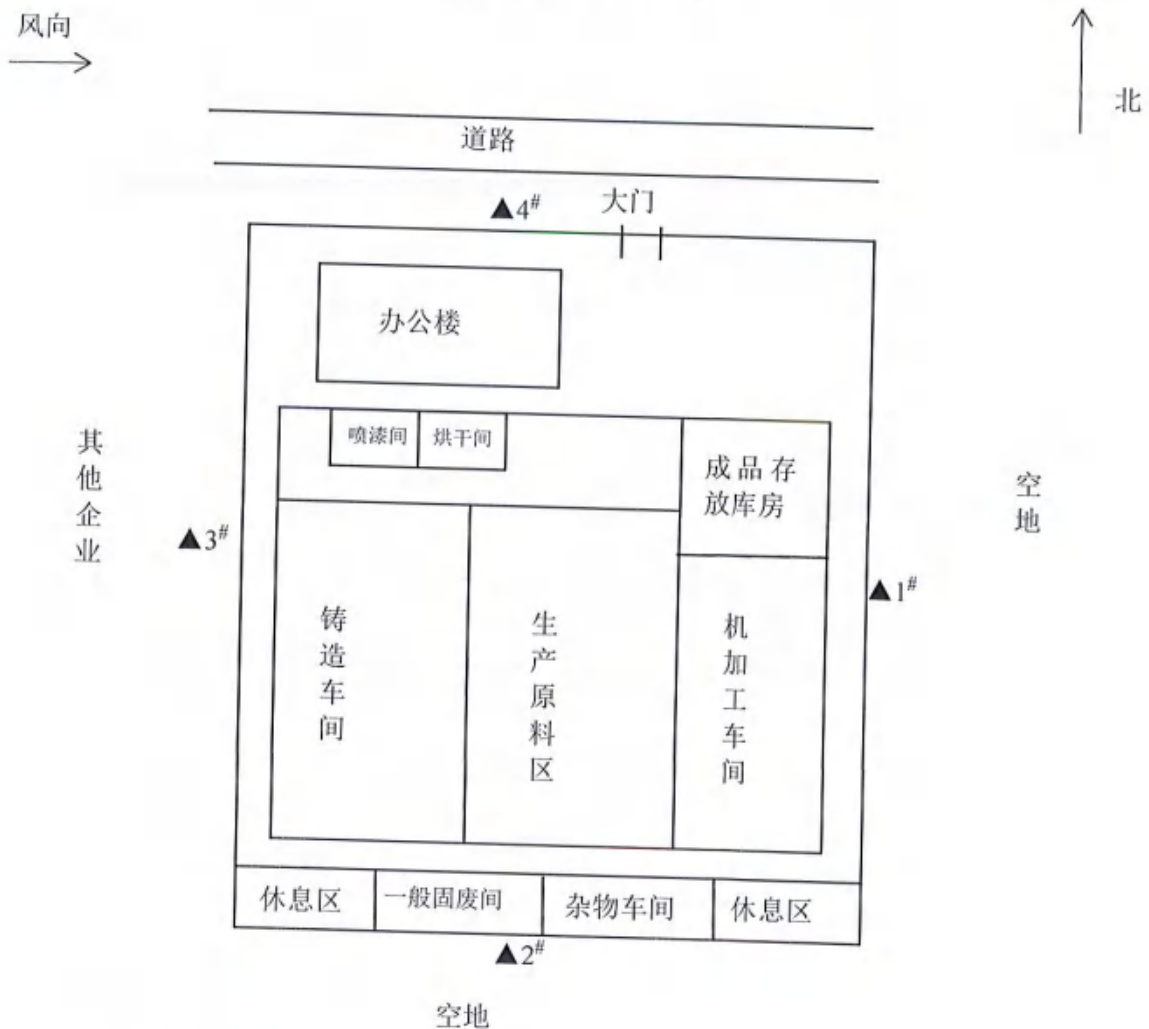 风向
北
道路
▲4#
大门
办公楼
喷漆间
烘干间
成品存
放库房
其他企业
空地
▲3#
▲1#
铸造车间
生产原料区
机加工车间
休息区
一般固废间
杂物车间
休息区
▲2#
空地